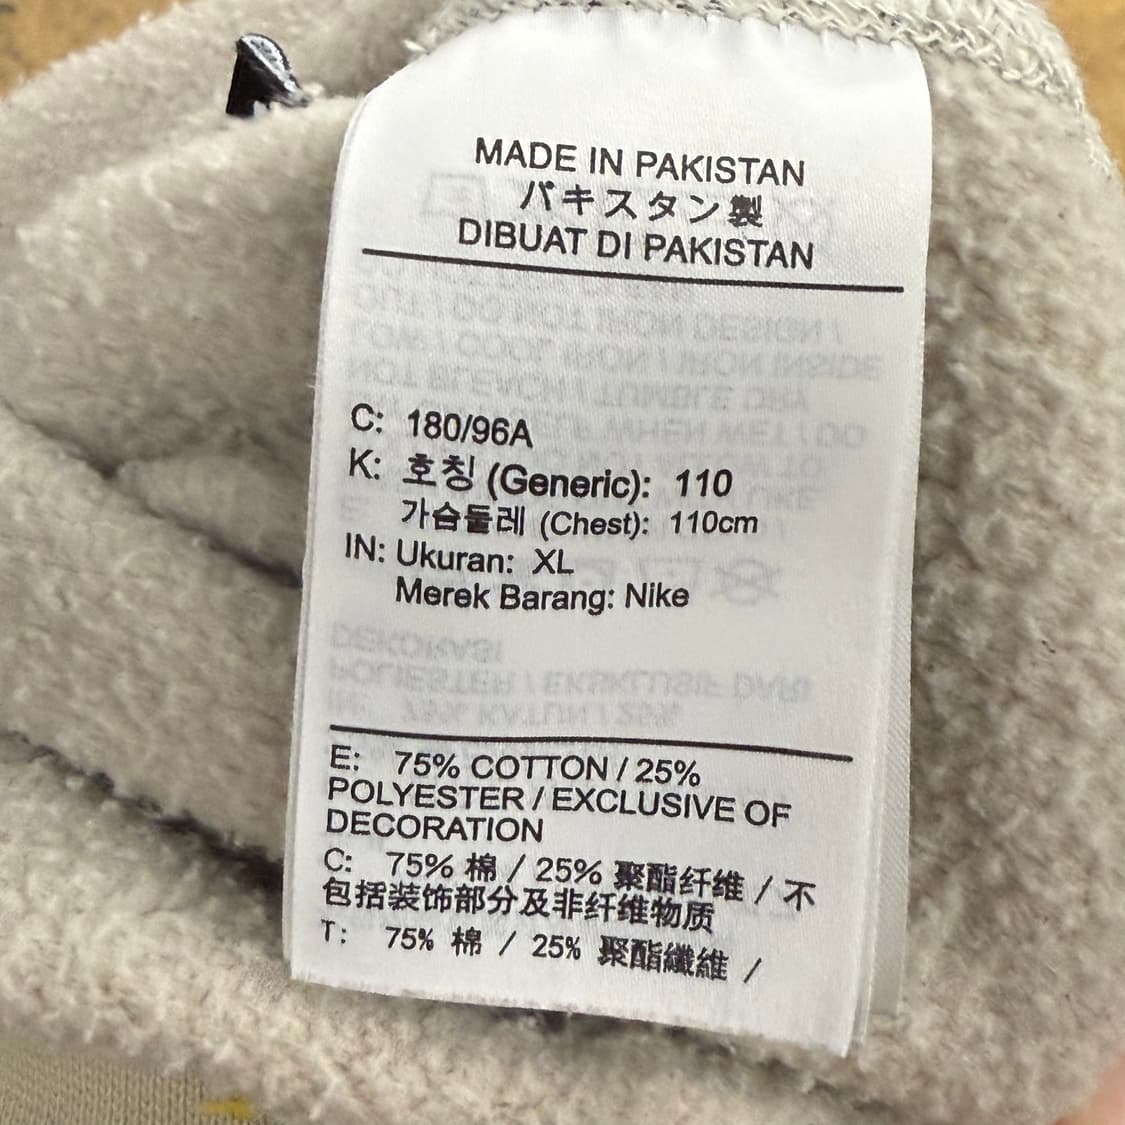 MADE IN PAKISTAN
パキスタン製
DIBUAT DI PAKISTAN
C: 180/96A
K: 호칭 (Generic): 110
가슴둘레 (Chest): 110cm
IN: Ukuran: XL
Merek Barang: Nike
E: 75% COTTON / 25%
POLYESTER / EXCLUSIVE OF
DECORATION
C: 75% 棉 / 25% 聚酯纤维 / 不
包括装饰部分及非纤维物质
T: 75% 棉 / 25% 聚酯纖維 /